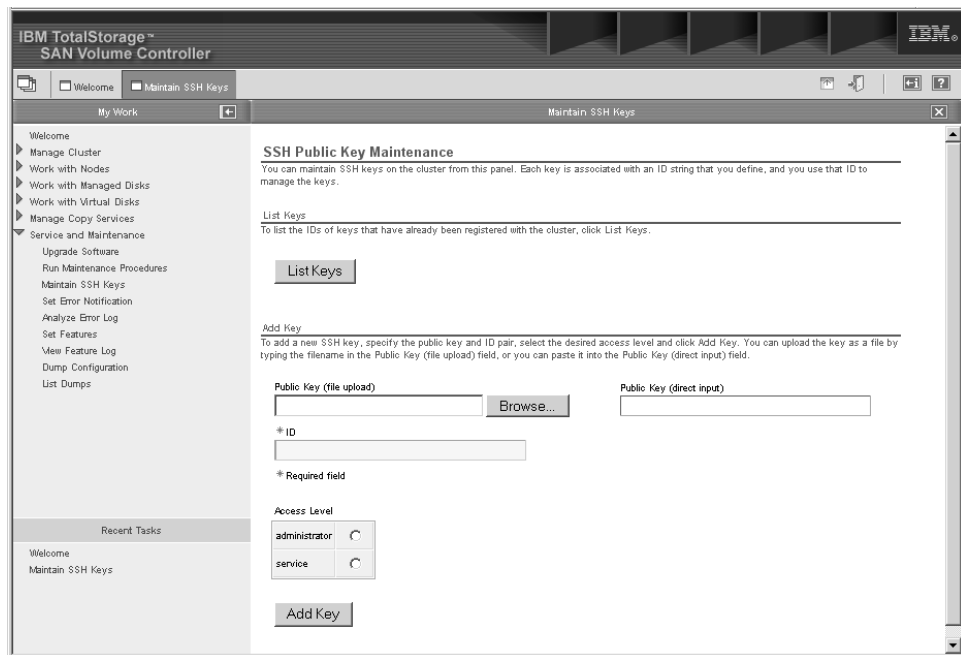 IBM TotalStorage™
SAN Volume Controller
IBM®
Welcome
Maintain SSH Keys
?
My Work
Maintain SSH Keys
Welcome
Manage Cluster
Work with Nodes
Work with Managed Disks
Work with Virtual Disks
Manage Copy Services
Service and Maintenance
Upgrade Software
Run Maintenance Procedures
Maintain SSH Keys
Set Error Notification
Analyze Error Log
Set Features
View Feature Log
Dump Configuration
List Dumps
Recent Tasks
Welcome
Maintain SSH Keys
SSH Public Key Maintenance
You can maintain SSH keys on the cluster from this panel. Each key is associated with an ID string that you define, and you use that ID to
manage the keys.
List Keys
To list the IDs of keys that have already been registered with the cluster, click List Keys.
List Keys
Add Key
To add a new SSH key, specify the public key and ID pair, select the desired access level and click Add Key. You can upload the key as a file by
typing the filename in the Public Key (file upload) field, or you can paste it into the Public Key (direct input) field.
Public Key (file upload)
Browse...
Public Key (direct input)
* ID
* Required field
Access Level
administrator
service
Add Key